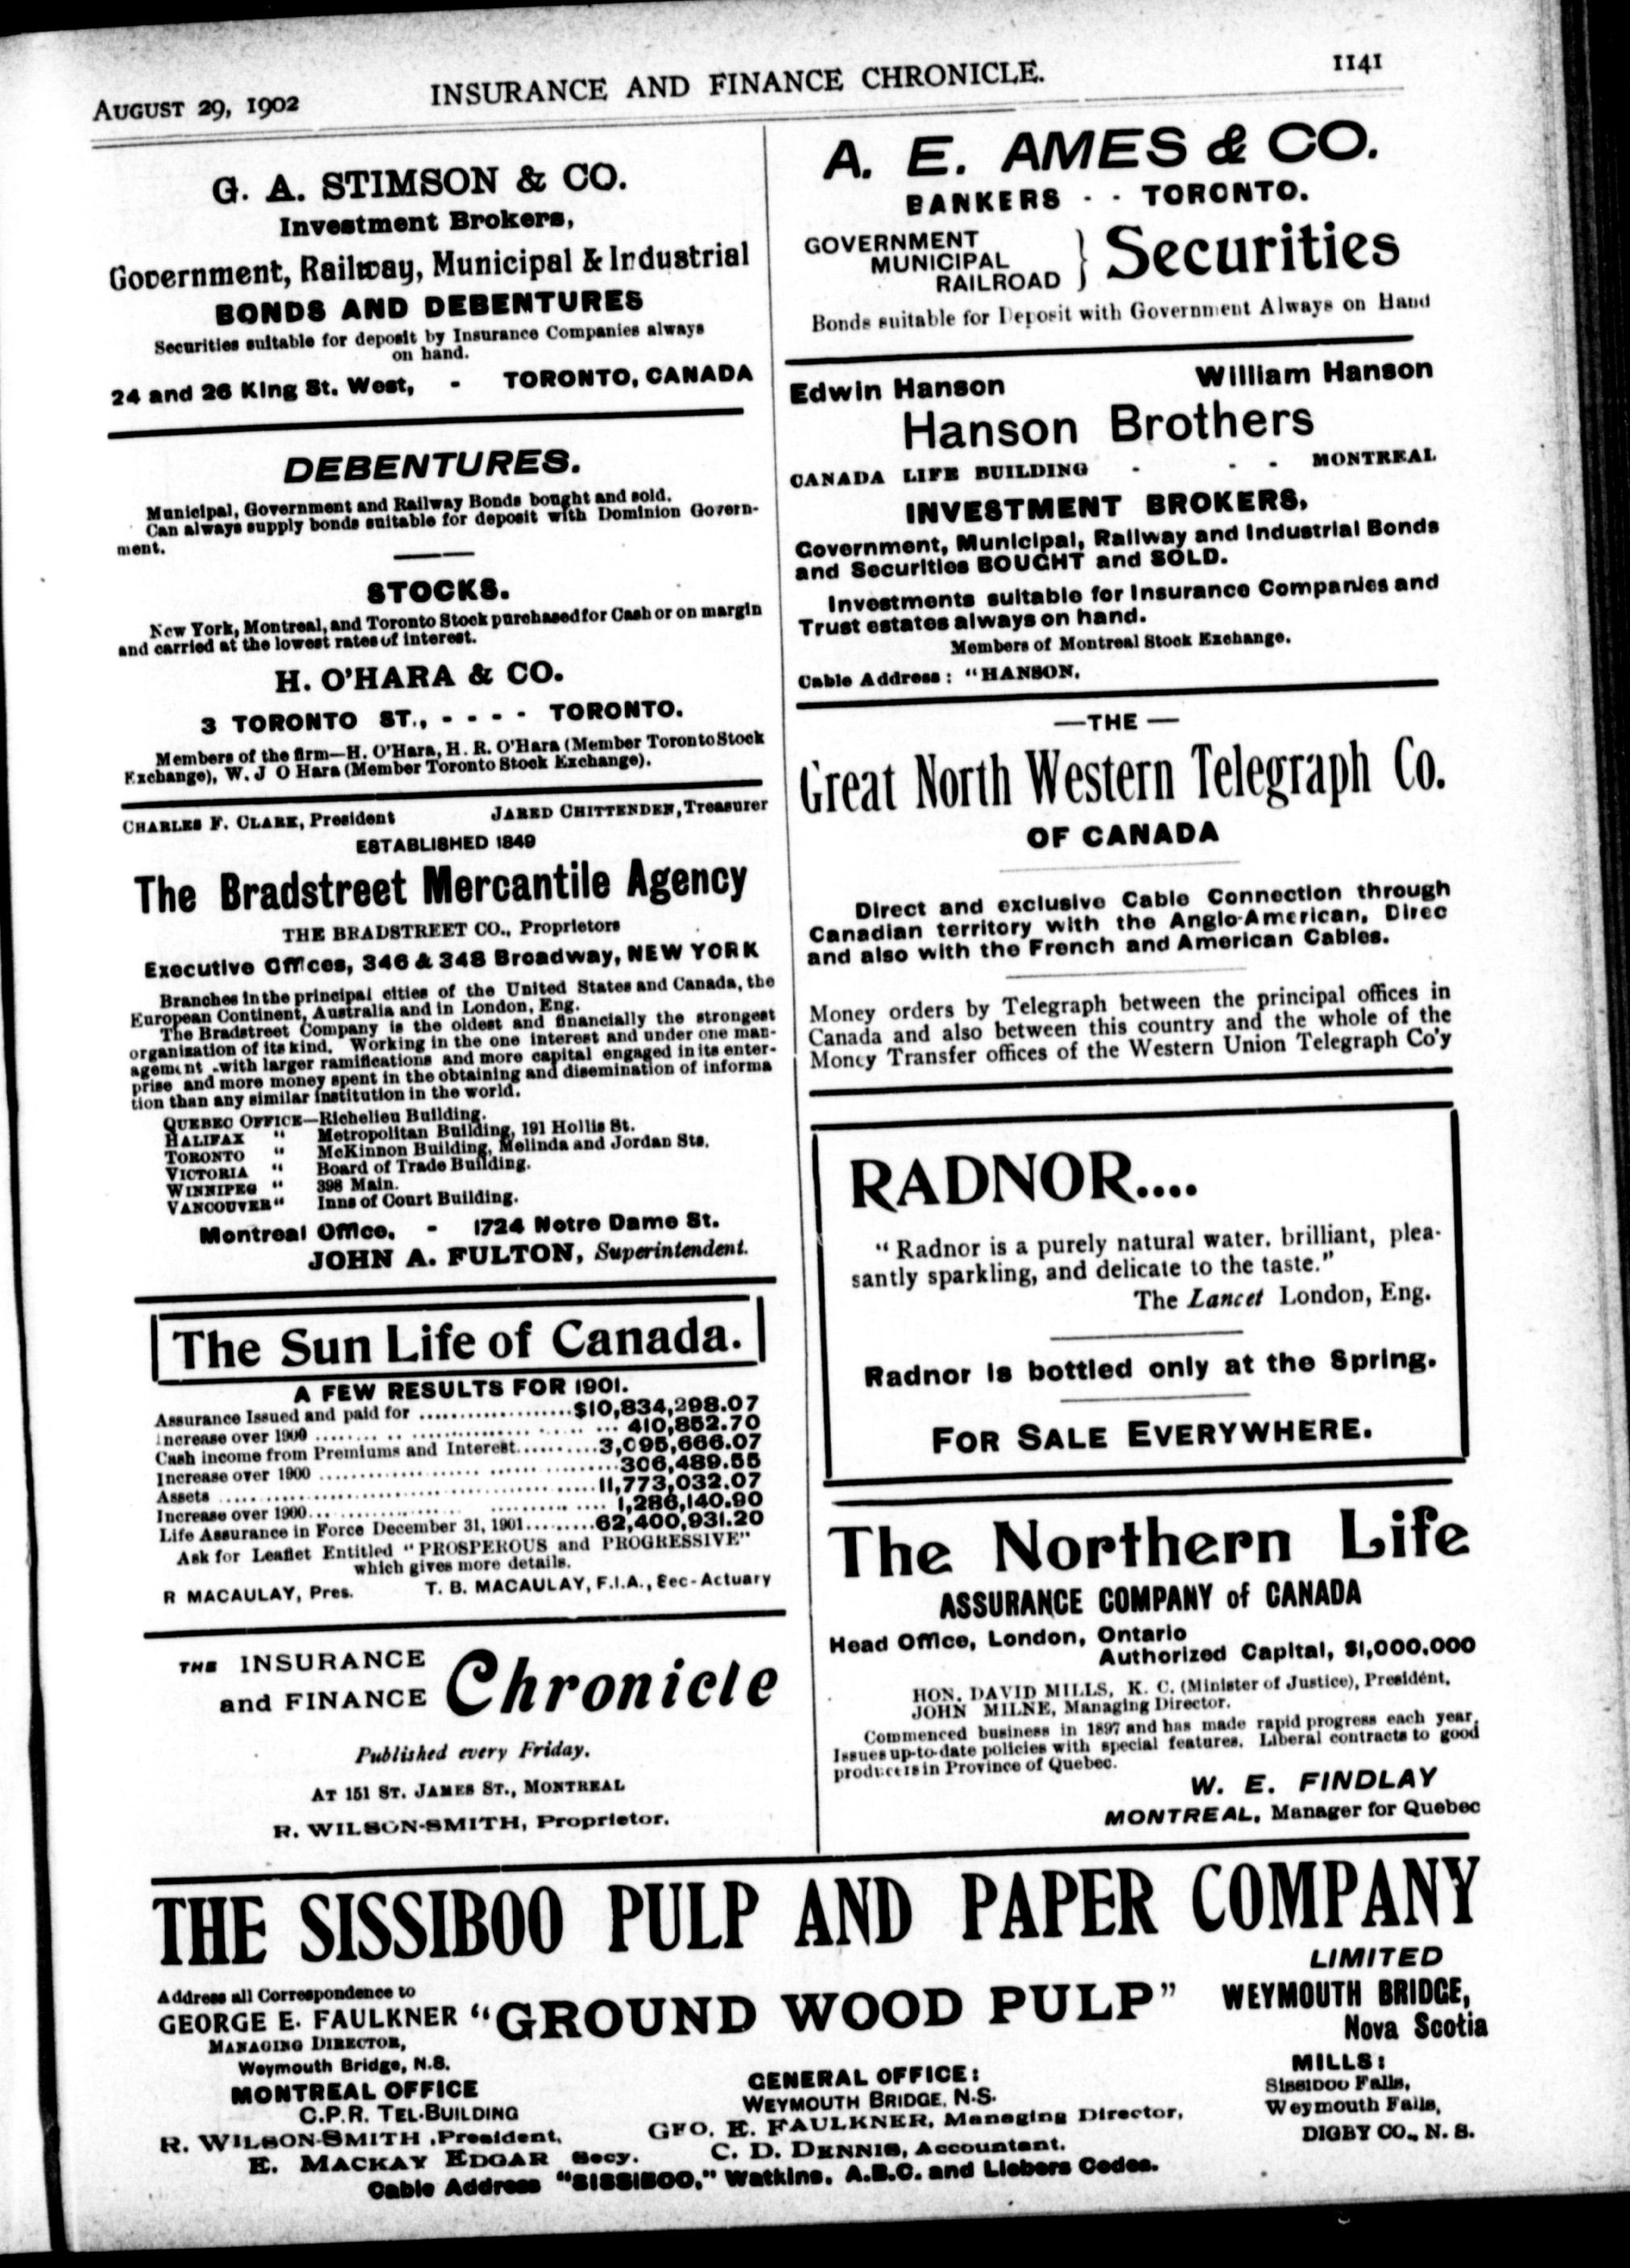 AUGUST 29, 1902
INSURANCE AND FINANCE CHRONICLE.
1141
G. A. STIMSON & CO.
Investment Brokers,
Government, Railway, Municipal & Industrial
BONDS AND DEBENTURES
Securities suitable for deposit by Insurance Companies always
on hand.
24 and 26 King St. West, - TORONTO, CANADA
DEBENTURES.
Municipal, Government and Railway Bonds bought and sold.
Can always supply bonds suitable for deposit with Dominion Govern-
ment.
STOCKS.
New York, Montreal, and Toronto Stock purchased for Cash or on margin
and carried at the lowest rates of interest.
H. O'HARA & CO.
3 TORONTO ST., - - - - TORONTO.
Members of the firm—H. O'Hara, H. R. O'Hara (Member Toronto Stock
Exchange), W. J O Hara (Member Toronto Stock Exchange).
CHARLES F. CLARK, President JARED CHITTENDEN, Treasurer
ESTABLISHED 1849
The Bradstreet Mercantile Agency
THE BRADSTREET CO., Proprietors
Executive Offices, 346 & 348 Broadway, NEW YORK
Branches in the principal cities of the United States and Canada, the
European Continent, Australia and in London, Eng.
The Bradstreet Company is the oldest and financially the strongest
organization of its kind. Working in the one interest and under one man-
agement .with larger ramifications and more capital engaged in its enter-
prise and more money spent in the obtaining and disemination of informa
tion than any similar institution in the world.
QUEBEC OFFICE—Richelieu Building.
HALIFAX " Metropolitan Building, 191 Hollis St.
TORONTO " McKinnon Building, Melinda and Jordan Sts.
VICTORIA " Board of Trade Building.
WINNIPEG " 398 Main.
VANCOUVER " Inns of Court Building.
Montreal Office, - 1724 Notre Dame St.
JOHN A. FULTON, Superintendent.
The Sun Life of Canada.
A FEW RESULTS FOR 1901.
Assurance Issued and paid for ...................$10,834,298.07
Increase over 1900 ................... 410,852.70
Cash income from Premiums and Interest..........3,095,666.07
Increase over 1900 ...................306,489.55
Assets ...................11,773,032.07
Increase over 1900................... 1,286,140.90
Life Assurance in Force December 31, 1901.........62,400,931.20
Ask for Leaflet Entitled "PROSPEROUS and PROGRESSIVE"
which gives more details.
R MACAULAY, Pres. T. B. MACAULAY, F.I.A., Sec-Actuary
THE INSURANCE
and FINANCE Chronicle
Published every Friday.
AT 151 ST. JAMES ST., MONTREAL
R. WILSON-SMITH, Proprietor.
A. E. AMES & CO.
BANKERS - - TORONTO.
GOVERNMENT
MUNICIPAL
RAILROAD } Securities
Bonds suitable for Deposit with Government Always on Hand
Edwin Hanson William Hanson
Hanson Brothers
CANADA LIFE BUILDING - - - MONTREAL
INVESTMENT BROKERS,
Government, Municipal, Railway and Industrial Bonds
and Securities BOUGHT and SOLD.
Investments suitable for Insurance Companies and
Trust estates always on hand.
Members of Montreal Stock Exchange.
Cable Address: "HANSON,
—THE—
Great North Western Telegraph Co.
OF CANADA
Direct and exclusive Cable Connection through
Canadian territory with the Anglo-American, Direc
and also with the French and American Cables.
Money orders by Telegraph between the principal offices in
Canada and also between this country and the whole of the
Money Transfer offices of the Western Union Telegraph Co'y
RADNOR....
"Radnor is a purely natural water. brilliant, plea-
santly sparkling, and delicate to the taste."
The Lancet London, Eng.
Radnor is bottled only at the Spring.
FOR SALE EVERYWHERE.
The Northern Life
ASSURANCE COMPANY of CANADA
Head Office, London, Ontario
Authorized Capital, $1,000,000
HON. DAVID MILLS, K. C. (Minister of Justice), President.
JOHN MILNE, Managing Director.
Commenced business in 1897 and has made rapid progress each year.
Issues up-to-date policies with special features. Liberal contracts to good
producers in Province of Quebec.
W. E. FINDLAY
MONTREAL, Manager for Quebec
THE SISSIBOO PULP AND PAPER COMPANY
LIMITED
Address all Correspondence to
GEORGE E. FAULKNER
MANAGING DIRECTOR,
Weymouth Bridge, N.S.
"GROUND WOOD PULP"
WEYMOUTH BRIDGE,
Nova Scotia
MONTREAL OFFICE
C.P.R. TEL. BUILDING
R. WILSON-SMITH, President,
E. MACKAY EDGAR Secy.
GENERAL OFFICE:
WEYMOUTH BRIDGE, N.S.
GEO. E. FAULKNER, Managing Director,
C. D. DENNIS, Accountant.
MILLS:
Sissiboo Falls,
Weymouth Falls,
DIGBY CO., N. S.
Cable Address "SISSIBOO," Watkins, A.B.C. and Liebers Codes.